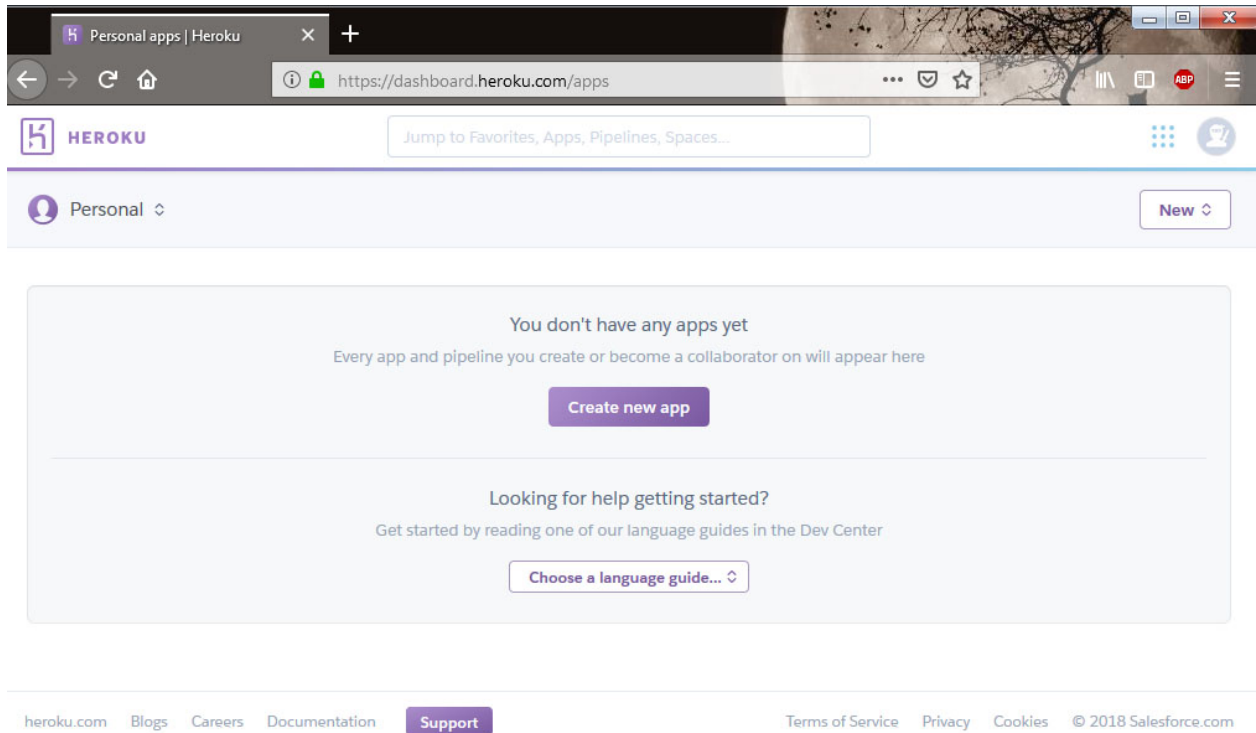 Personal apps | Heroku
https://dashboard.heroku.com/apps
ABP
HEROKU
Jump to Favorites, Apps, Pipelines, Spaces...
Personal
New
You don't have any apps yet
Every app and pipeline you create or become a collaborator on will appear here
Create new app
Looking for help getting started?
Get started by reading one of our language guides in the Dev Center
Choose a language guide...
heroku.com Blogs Careers Documentation Support Terms of Service Privacy Cookies © 2018 Salesforce.com